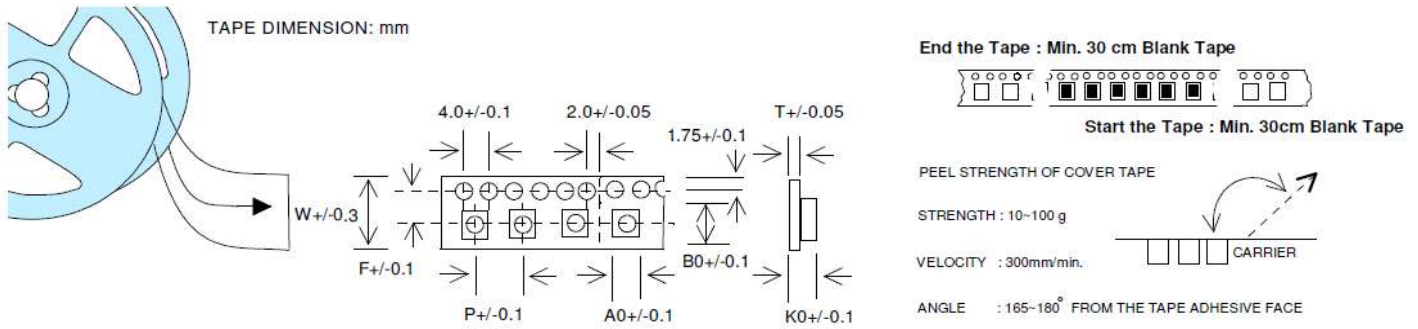 TAPE DIMENSION: mm
4.0+/-0.1
2.0+/-0.05
1.75+/-0.1
T+/-0.05
W+/-0.3
F+/-0.1
B0+/-0.1
P+/-0.1
A0+/-0.1
K0+/-0.1
End the Tape : Min. 30 cm Blank Tape
Start the Tape : Min. 30cm Blank Tape
PEEL STRENGTH OF COVER TAPE
STRENGTH : 10~100 g
CARRIER
VELOCITY : 300mm/min.
ANGLE : 165~180° FROM THE TAPE ADHESIVE FACE